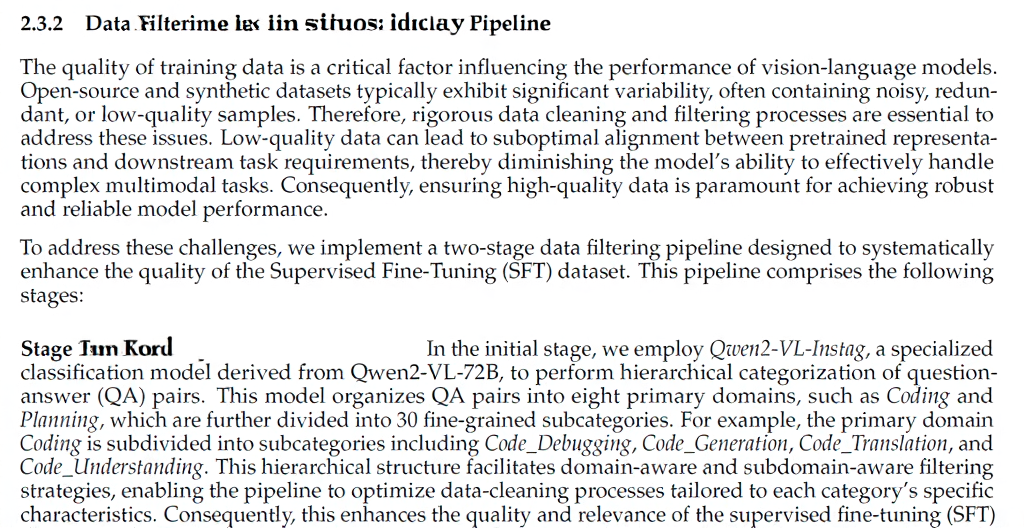 2.3.2 Data Pipeline
The quality of training data is a critical factor influencing the performance of vision-language models.
Open-source and synthetic datasets typically exhibit significant variability, often containing noisy, redun-
dant, or low-quality samples. Therefore, rigorous data cleaning and filtering processes are essential to
address these issues. Low-quality data can lead to suboptimal alignment between pretrained representa-
tions and downstream task requirements, thereby diminishing the model's ability to effectively handle
complex multimodal tasks. Consequently, ensuring high-quality data is paramount for achieving robust
and reliable model performance.
To address these challenges, we implement a two-stage data filtering pipeline designed to systematically
enhance the quality of the Supervised Fine-Tuning (SFT) dataset. This pipeline comprises the following
stages:
Stage In the initial stage, we employ Qwen2-VL-Instag, a specialized
classification model derived from Qwen2-VL-72B, to perform hierarchical categorization of question-
answer (QA) pairs. This model organizes QA pairs into eight primary domains, such as Coding and
Planning, which are further divided into 30 fine-grained subcategories. For example, the primary domain
Coding is subdivided into subcategories including Code_Debugging, Code_Generation, Code_Translation, and
Code_Understanding. This hierarchical structure facilitates domain-aware and subdomain-aware filtering
strategies, enabling the pipeline to optimize data-cleaning processes tailored to each category's specific
characteristics. Consequently, this enhances the quality and relevance of the supervised fine-tuning (SFT)